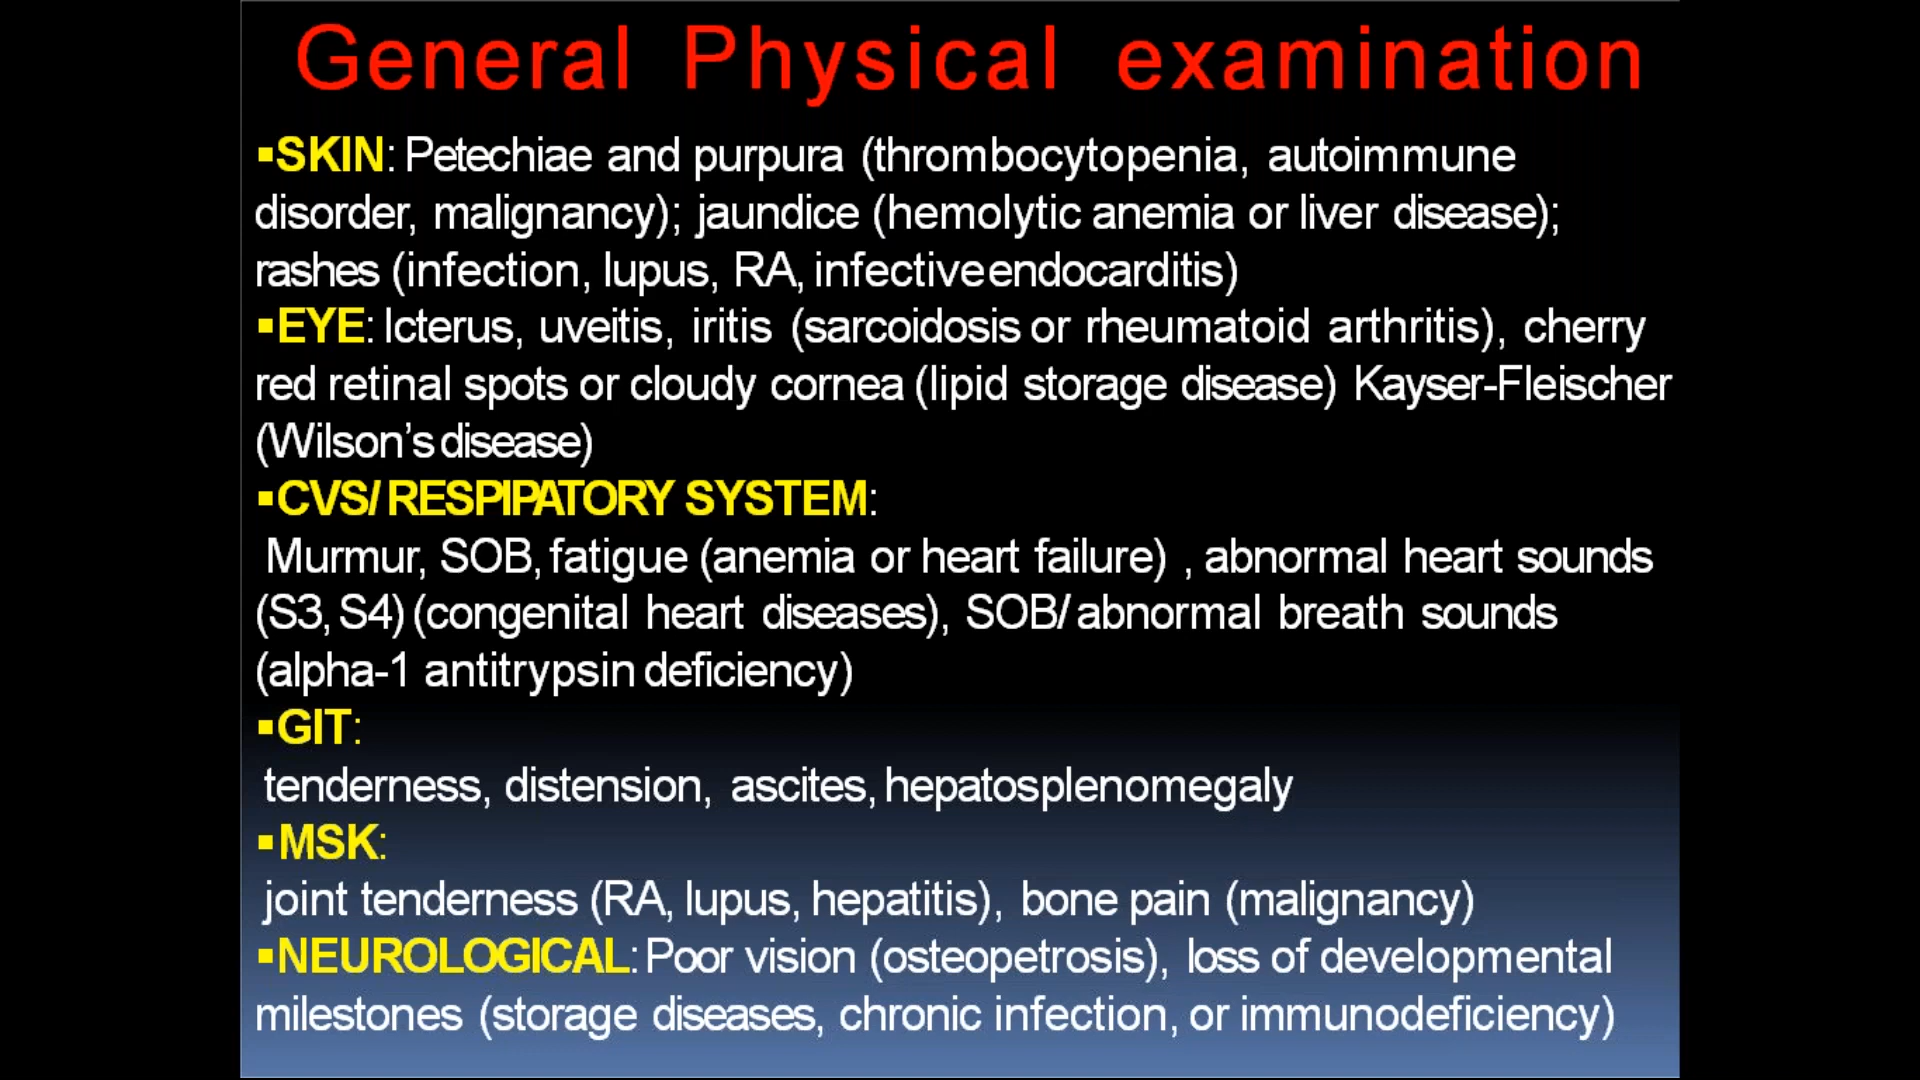 General Physical examination
▪SKIN: Petechiae and purpura (thrombocytopenia, autoimmune
disorder, malignancy); jaundice (hemolytic anemia or liver disease);
rashes (infection, lupus, RA, infectiveendocarditis)
▪EYE: Icterus, uveitis, iritis (sarcoidosis or rheumatoid arthritis), cherry
red retinal spots or cloudy cornea (lipid storage disease) Kayser-Fleischer
(Wilson's disease)
▪CVS/ RESPIPATORY SYSTEM:
Murmur, SOB, fatigue (anemia or heart failure) , abnormal heart sounds
(S3, S4) (congenital heart diseases), SOB/ abnormal breath sounds
(alpha-1 antitrypsin deficiency)
▪GIT:
tenderness, distension, ascites, hepatosplenomegaly
▪MSK:
joint tenderness (RA, lupus, hepatitis), bone pain (malignancy)
▪NEUROLOGICAL: Poor vision (osteopetrosis), loss of developmental
milestones (storage diseases, chronic infection, or immunodeficiency)